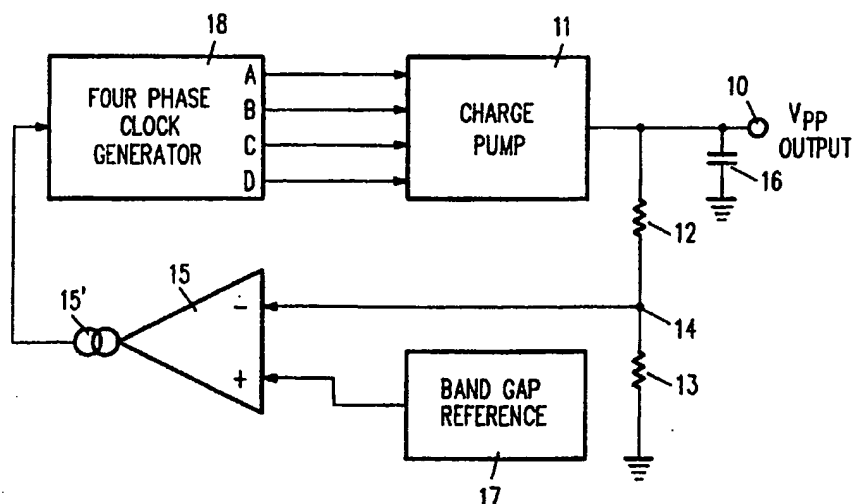 18
FOUR PHASE
CLOCK
GENERATOR
A
B
C
D
11
CHARGE
PUMP
10
VPP
OUTPUT
16
12
15'
15
-
+
14
13
BAND GAP
REFERENCE
17